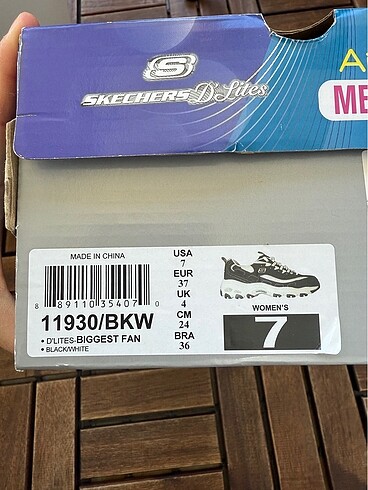 S
SKECHERS D'Lites
A
ME
MADE IN CHINA
8 89110 35407 0
11930/BKW
• D'LITES-BIGGEST FAN
• BLACK/WHITE
USA
7
EUR
37
UK
4
CM
24
BRA
36
WOMEN'S
7